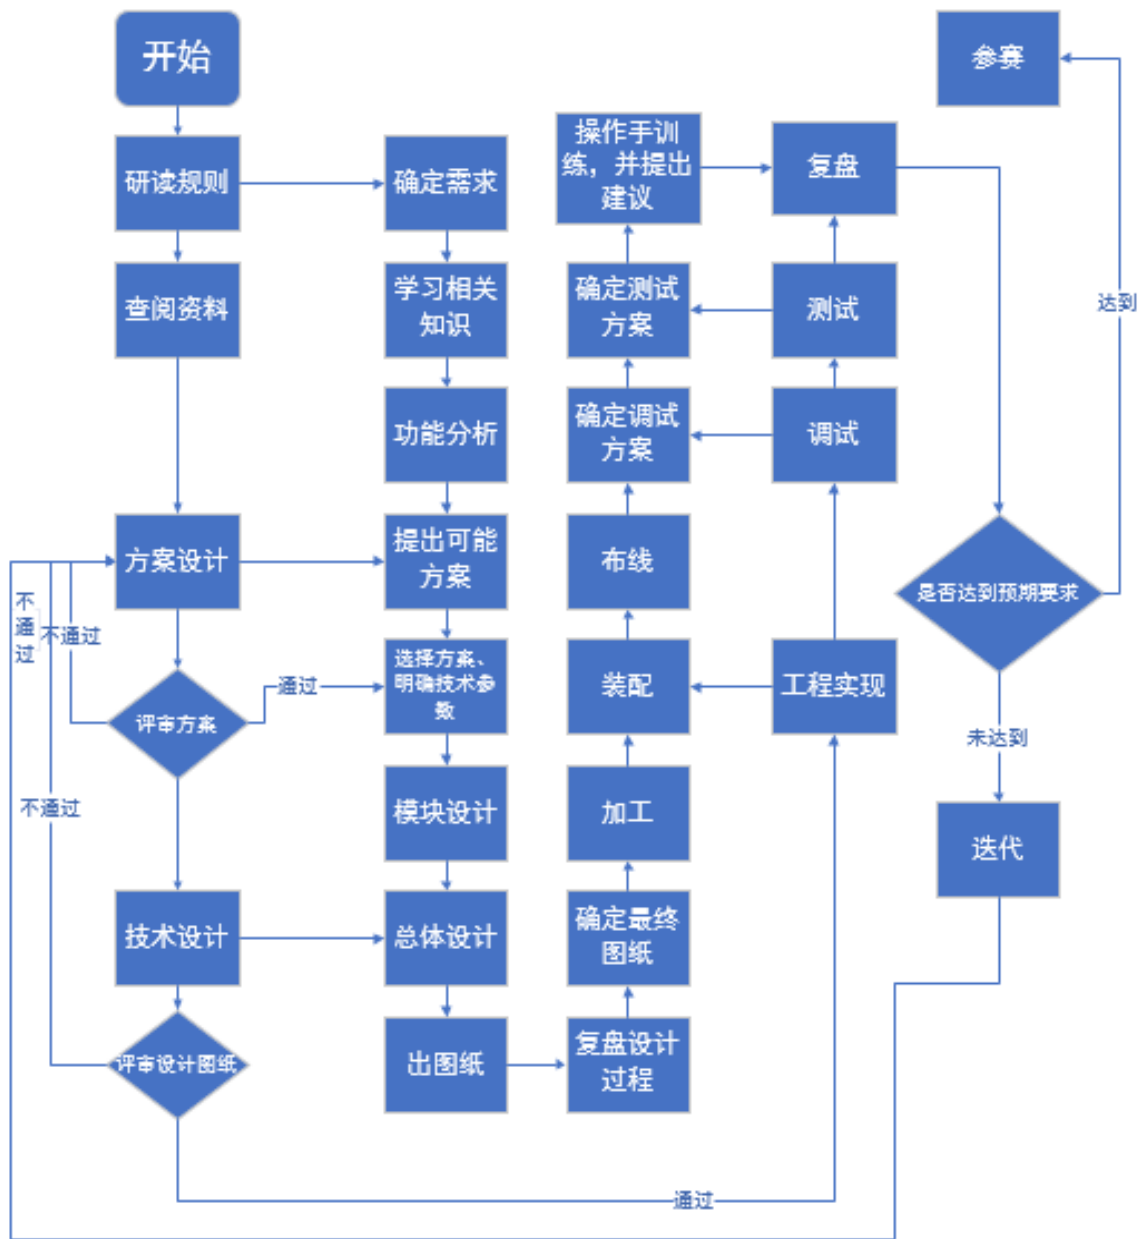 开始
参赛
研读规则
确定需求
操作手训
练，并提出
建议
复盘
查阅资料
学习相关
知识
确定测试
方案
测试
达到
功能分析
确定调试
方案
调试
方案设计
提出可能
方案
布线
是否达到预期要求
不
通
过
不通过
评审方案
通过
选择方案、
明确技术参
数
装配
工程实现
未达到
不通过
模块设计
加工
迭代
技术设计
总体设计
确定最终
图纸
评审设计图纸
出图纸
复盘设计
过程
通过